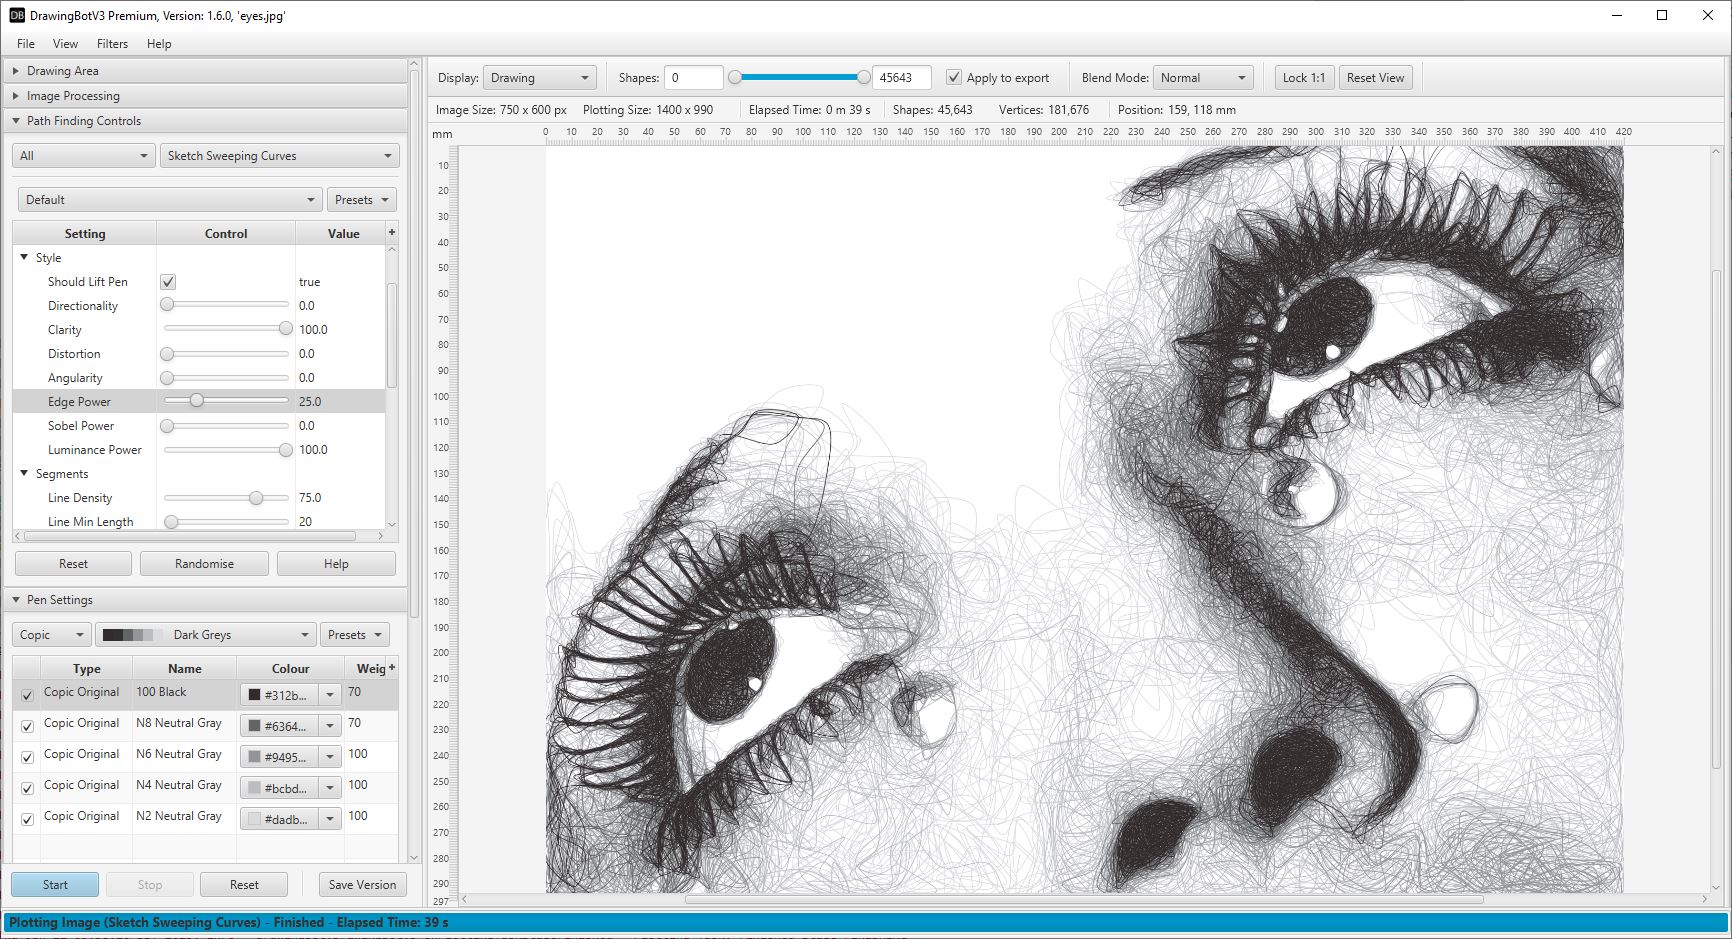 DB DrawingBotV3 Premium, Version: 1.6.0, 'eyes.jpg'
File View Filters Help
Drawing Area
Image Processing
Path Finding Controls
All Sketch Sweeping Curves
Default Presets
Setting Control Value +
Style
Should Lift Pen true
Directionality 0.0
Clarity 100.0
Distortion 0.0
Angularity 0.0
Edge Power 25.0
Sobel Power 0.0
Luminance Power 100.0
Segments
Line Density 75.0
Line Min Length 20
Reset Randomise Help
Pen Settings
Copic Dark Greys Presets
Type Name Colour Weig +
Copic Original 100 Black #312b... 70
Copic Original N8 Neutral Gray #6364... 70
Copic Original N6 Neutral Gray #9495... 100
Copic Original N4 Neutral Gray #bcbd... 100
Copic Original N2 Neutral Gray #dadb... 100
Start Stop Reset Save Version
Display: Drawing Shapes: 0 45643 Apply to export Blend Mode: Normal Lock 1:1 Reset View
Image Size: 750 x 600 px Plotting Size: 1400 x 990 Elapsed Time: 0 m 39 s Shapes: 45,643 Vertices: 181,676 Position: 159, 118 mm
mm 0 10 20 30 40 50 60 70 80 90 100 110 120 130 140 150 160 170 180 190 200 210 220 230 240 250 260 270 280 290 300 310 320 330 340 350 360 370 380 390 400 410 420
10
20
30
40
50
60
70
80
90
100
110
120
130
140
150
160
170
180
190
200
210
220
230
240
250
260
270
280
290
297
Plotting Image (Sketch Sweeping Curves) - Finished - Elapsed Time: 39 s